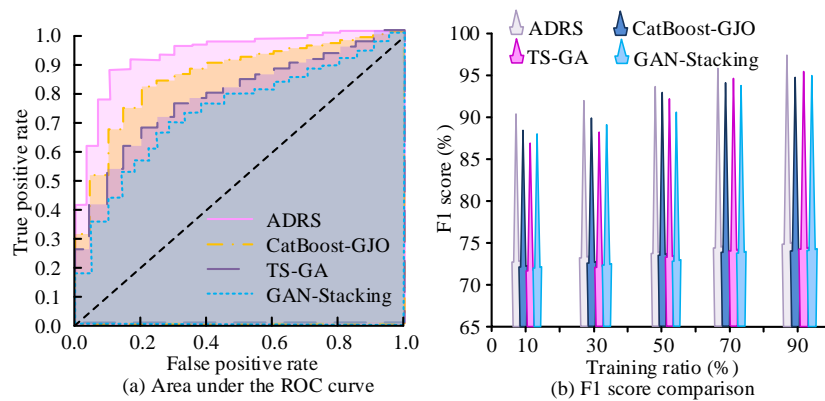 True positive rate
1.0
0.9
0.8
0.7
0.6
0.5
0.4
0.3
0.2
0.1
0.0
ADRS
CatBoost-GJO
TS-GA
GAN-Stacking
0.0 0.2 0.4 0.6 0.8 1.0
False positive rate
(a) Area under the ROC curve
ADRS CatBoost-GJO
TS-GA GAN-Stacking
F1 score (%)
100
95
90
85
80
75
70
65
0 10 30 50 70 90
Training ratio (%)
(b) F1 score comparison